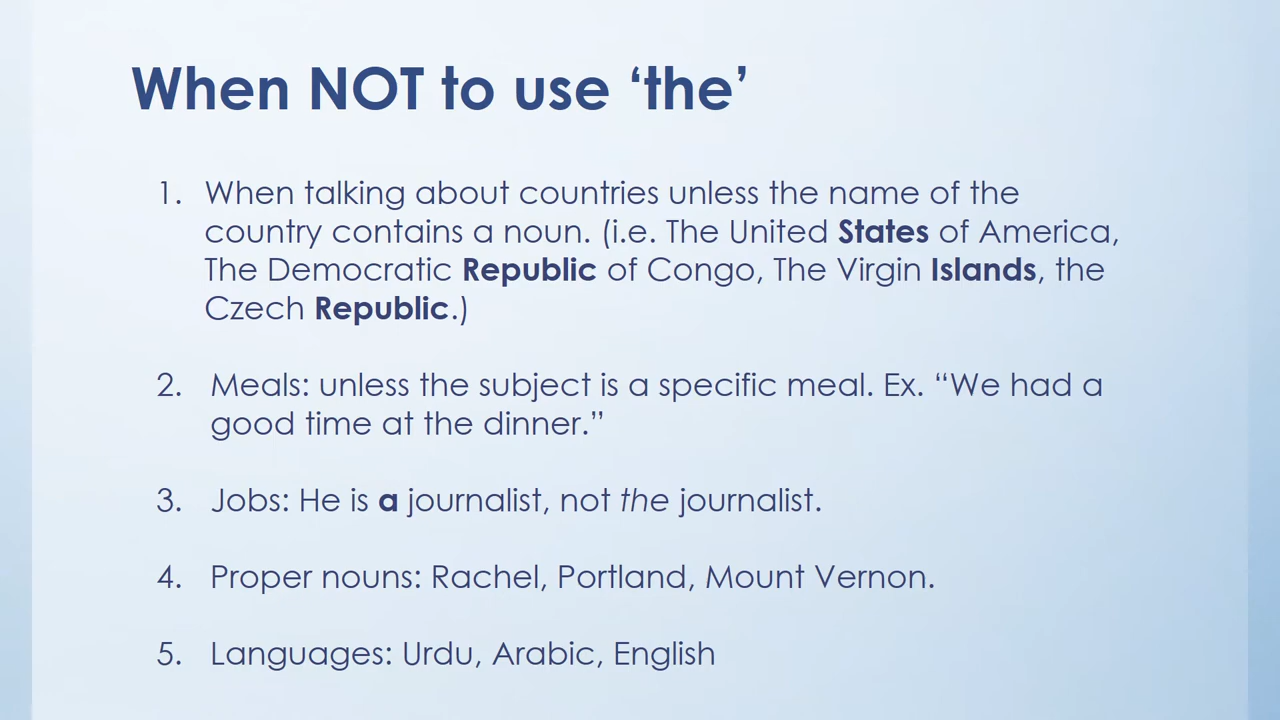 When NOT to use ‘the’
1. When talking about countries unless the name of the
country contains a noun. (i.e. The United States of America,
The Democratic Republic of Congo, The Virgin Islands, the
Czech Republic.)
2. Meals: unless the subject is a specific meal. Ex. “We had a
good time at the dinner.”
3. Jobs: He is a journalist, not the journalist.
4. Proper nouns: Rachel, Portland, Mount Vernon.
5. Languages: Urdu, Arabic, English